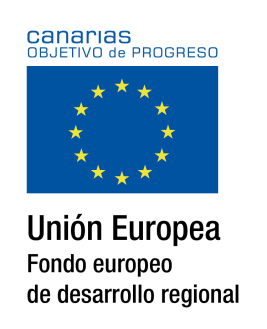 canarias
OBJETIVO de PROGRESO
Unión Europea
Fondo europeo
de desarrollo regional